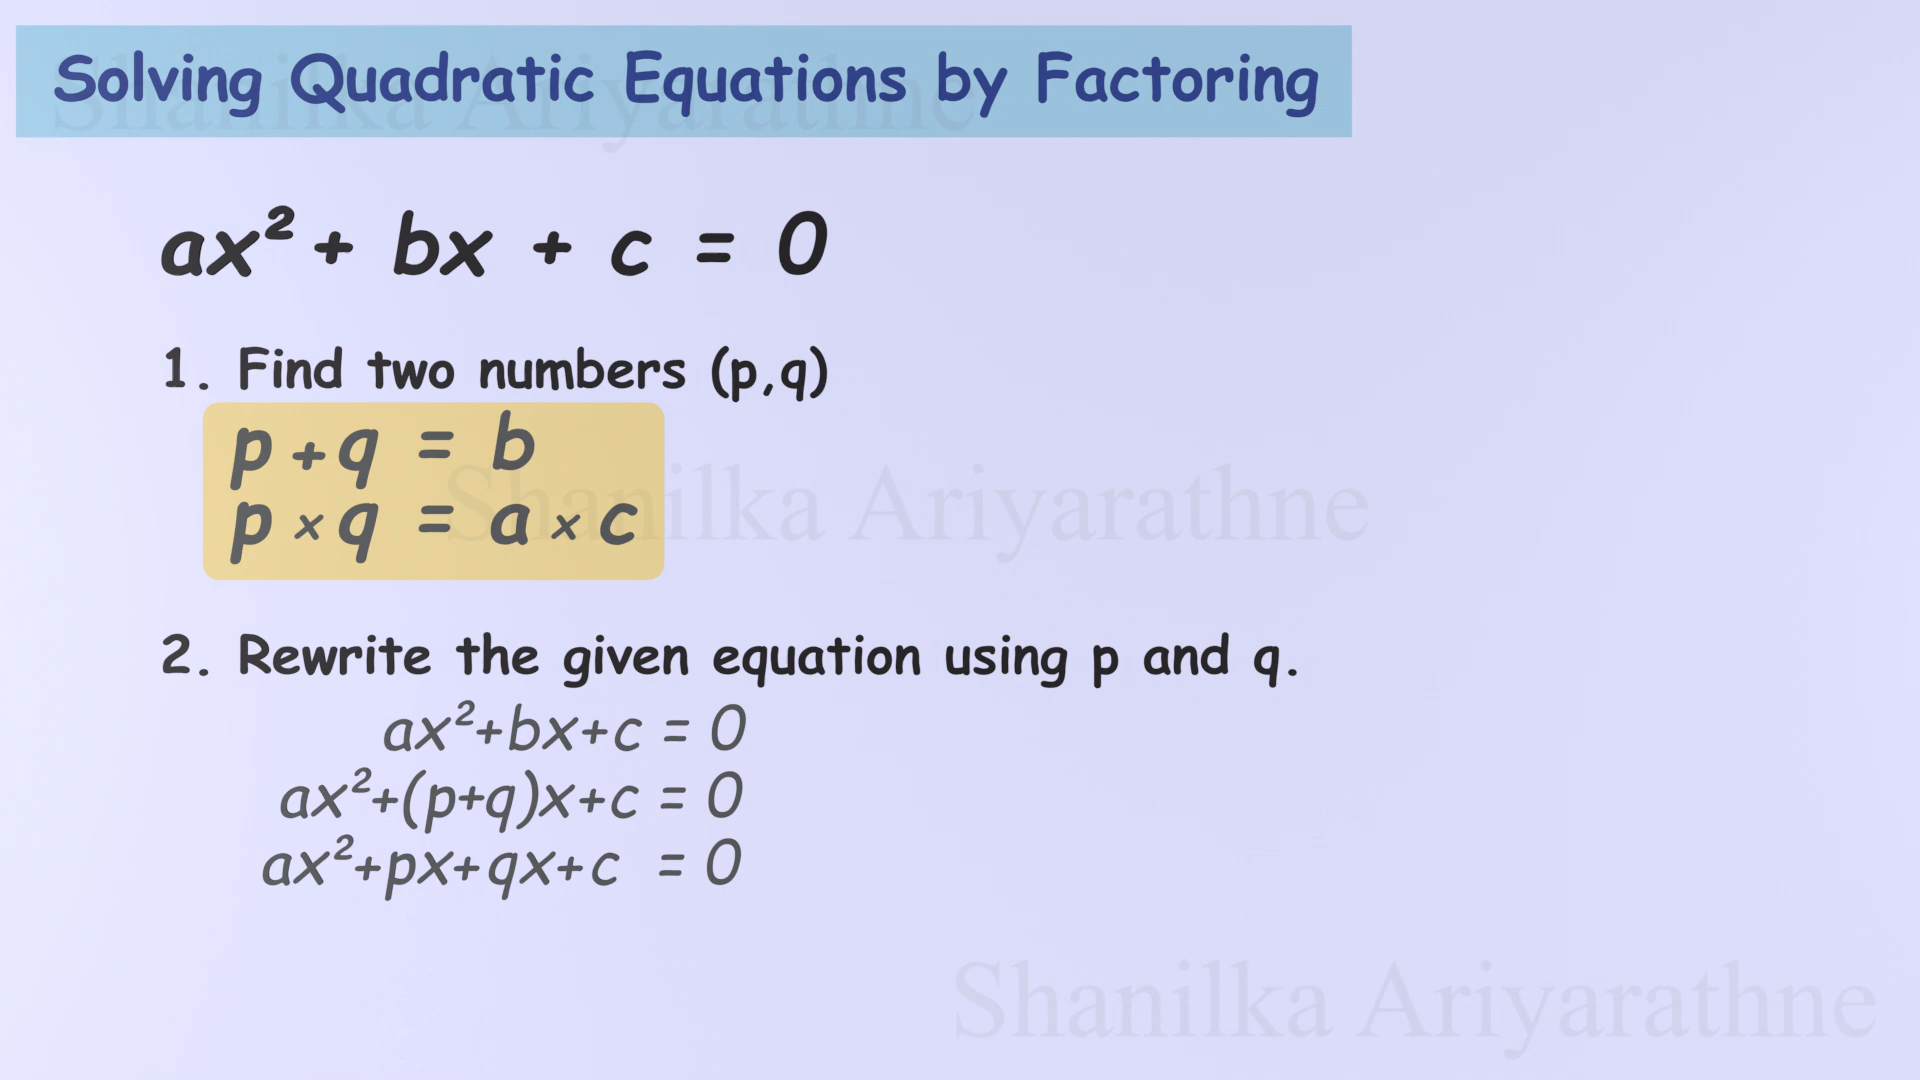 Solving Quadratic Equations by Factoring
Shanilka Ariyarathne
ax² + bx + c = 0
1. Find two numbers (p,q)
p + q = b
p × q = a × c
Shanilka Ariyarathne
2. Rewrite the given equation using p and q.
ax²+bx+c = 0
ax²+(p+q)x+c = 0
ax²+px+qx+c = 0
Shanilka Ariyarathne